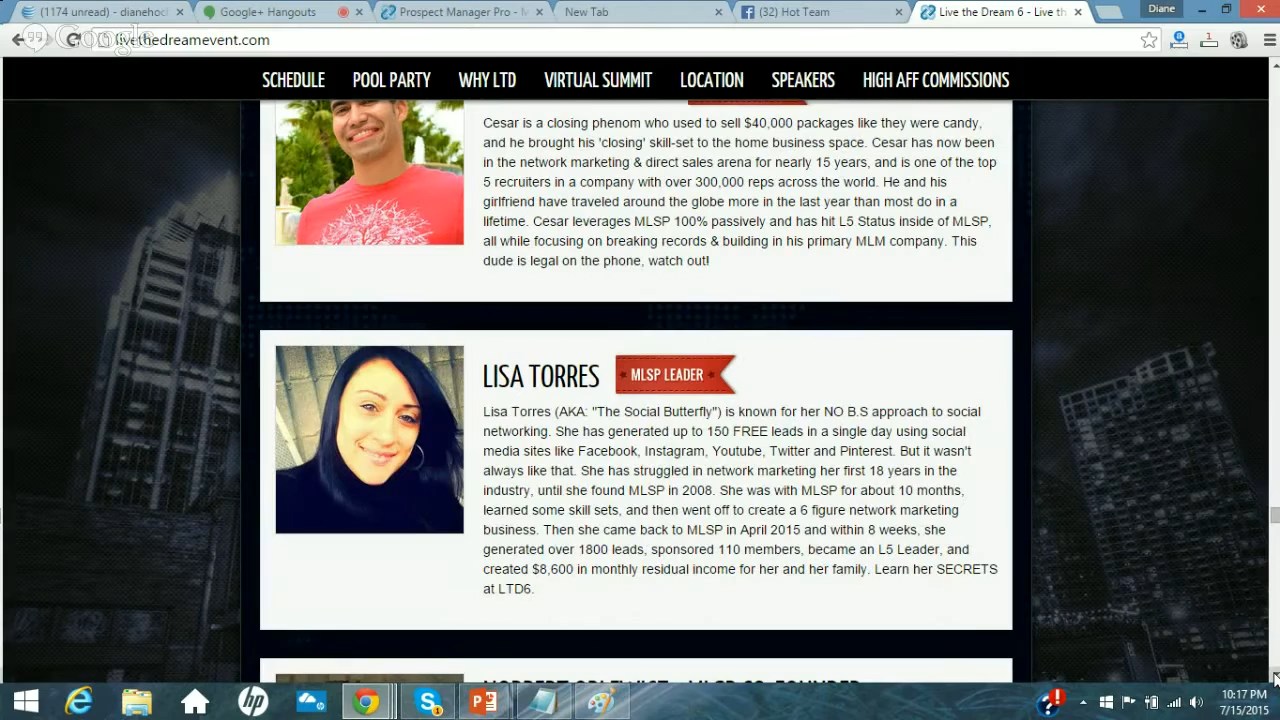 (1174 unread) - dianehoc
Google+ Hangouts
Prospect Manager Pro - M
New Tab
(32) Hot Team
Live the Dream 6 - Live th
Diane
Google
livethedreamevent.com
SCHEDULE
POOL PARTY
WHY LTD
VIRTUAL SUMMIT
LOCATION
SPEAKERS
HIGH AFF COMMISSIONS
Cesar is a closing phenom who used to sell $40,000 packages like they were candy,
and he brought his 'closing' skill-set to the home business space. Cesar has now been
in the network marketing & direct sales arena for nearly 15 years, and is one of the top
5 recruiters in a company with over 300,000 reps across the world. He and his
girlfriend have traveled around the globe more in the last year than most do in a
lifetime. Cesar leverages MLSP 100% passively and has hit L5 Status inside of MLSP,
all while focusing on breaking records & building in his primary MLM company. This
dude is legal on the phone, watch out!
LISA TORRES
MLSP LEADER
Lisa Torres (AKA: "The Social Butterfly") is known for her NO B.S approach to social
networking. She has generated up to 150 FREE leads in a single day using social
media sites like Facebook, Instagram, Youtube, Twitter and Pinterest. But it wasn't
always like that. She has struggled in network marketing her first 18 years in the
industry, until she found MLSP in 2008. She was with MLSP for about 10 months,
learned some skill sets, and then went off to create a 6 figure network marketing
business. Then she came back to MLSP in April 2015 and within 8 weeks, she
generated over 1800 leads, sponsored 110 members, became an L5 Leader, and
created $8,600 in monthly residual income for her and her family. Learn her SECRETS
at LTD6.
10:17 PM
7/15/2015